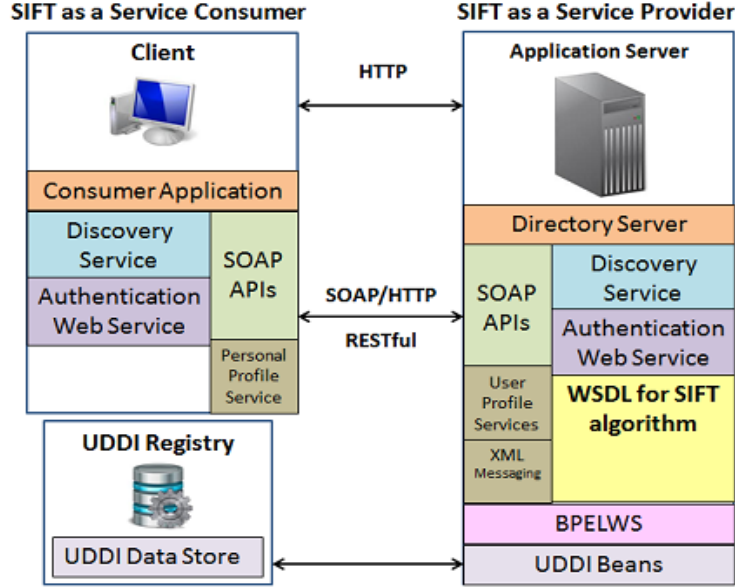 SIFT as a Service Consumer
Client
Consumer Application
Discovery
Service
Authentication
Web Service
SOAP
APIs
Personal
Profile
Service
UDDI Registry
UDDI Data Store
HTTP
SOAP/HTTP
RESTful
SIFT as a Service Provider
Application Server
Directory Server
SOAP
APIs
Discovery
Service
Authentication
Web Service
User
Profile
Services
XML
Messaging
WSDL for SIFT
algorithm
BPELWS
UDDI Beans